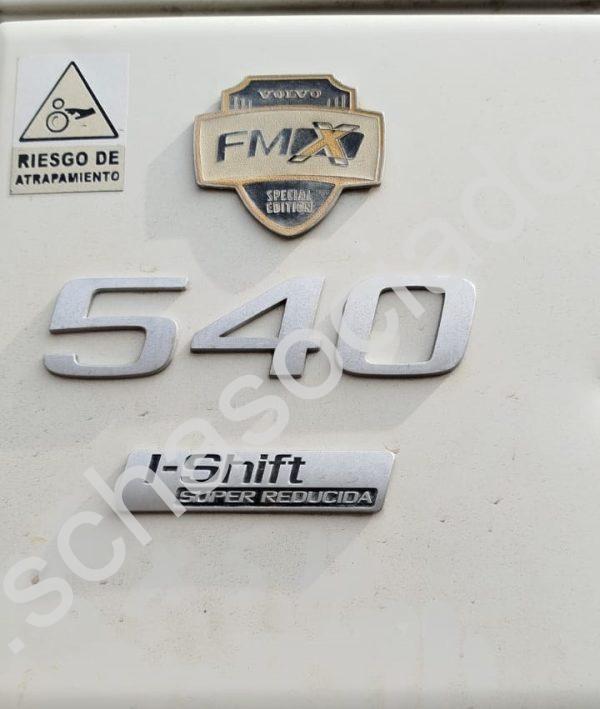 RIESGO DE
ATRAPAMIENTO
VOLVO
FMX
SPECIAL
EDITION
540
I-Shift
SUPER REDUCIDA